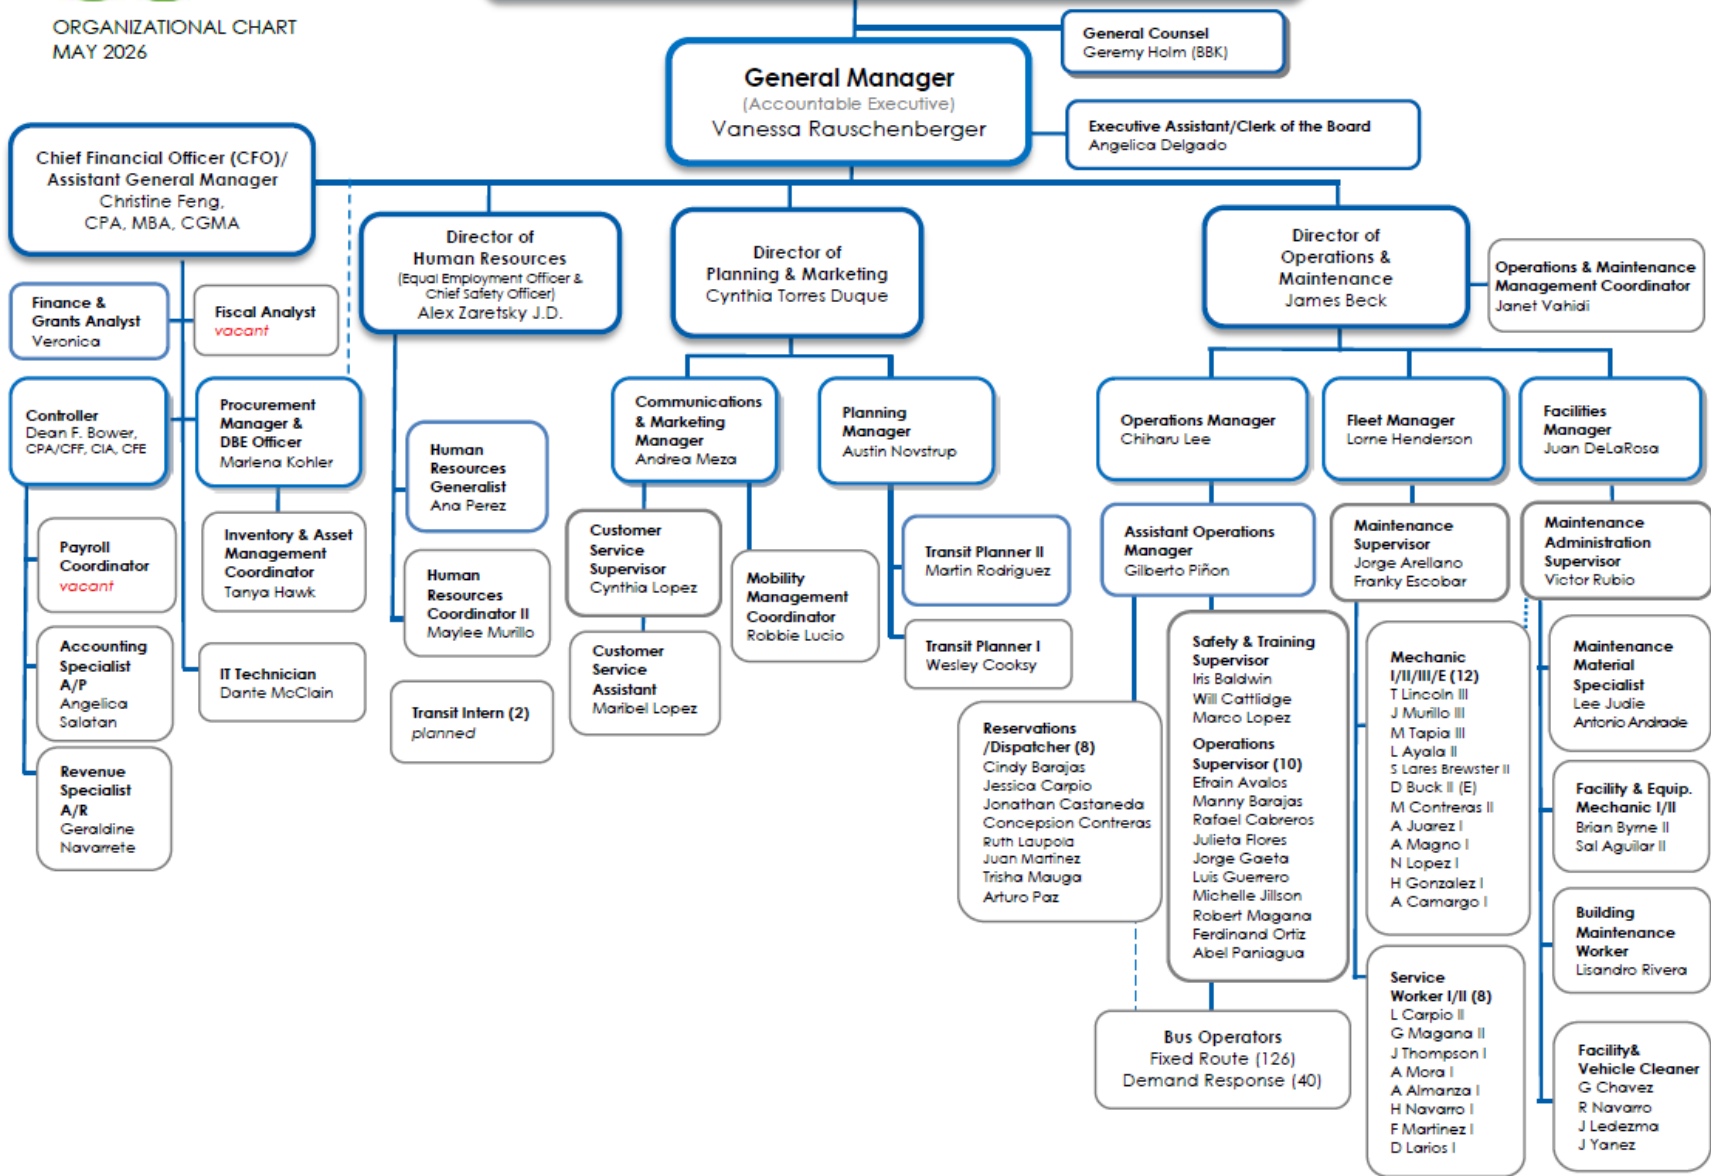 ORGANIZATIONAL CHART
MAY 2026
General Counsel
Geremy Holm (BBK)
General Manager
(Accountable Executive)
Vanessa Rauschenberger
Executive Assistant/Clerk of the Board
Angelica Delgado
Chief Financial Officer (CFO)/
Assistant General Manager
Christine Feng,
CPA, MBA, CGMA
Director of
Human Resources
(Equal Employment Officer &
Chief Safety Officer)
Alex Zaretsky J.D.
Director of
Planning & Marketing
Cynthia Torres Duque
Director of
Operations &
Maintenance
James Beck
Operations & Maintenance
Management Coordinator
Janet Vahidi
Finance &
Grants Analyst
Veronica
Fiscal Analyst
vacant
Controller
Dean F. Bower,
CPA/CFF, CIA, CFE
Procurement
Manager &
DBE Officer
Marlena Kohler
Payroll
Coordinator
vacant
Inventory & Asset
Management
Coordinator
Tanya Hawk
Accounting
Specialist
A/P
Angelica
Salatan
IT Technician
Dante McClain
Revenue
Specialist
A/R
Geraldine
Navarrete
Human
Resources
Generalist
Ana Perez
Human
Resources
Coordinator II
Maylee Murillo
Transit Intern (2)
planned
Communications
& Marketing
Manager
Andrea Meza
Planning
Manager
Austin Novstrup
Customer
Service
Supervisor
Cynthia Lopez
Customer
Service
Assistant
Maribel Lopez
Mobility
Management
Coordinator
Robbie Lucio
Transit Planner II
Martin Rodriguez
Transit Planner I
Wesley Cooksy
Operations Manager
Chiharu Lee
Fleet Manager
Lorne Henderson
Facilities
Manager
Juan DeLaRosa
Assistant Operations
Manager
Gilberto Piñon
Maintenance
Supervisor
Jorge Arellano
Franky Escobar
Maintenance
Administration
Supervisor
Victor Rubio
Reservations
/Dispatcher (8)
Cindy Barajas
Jessica Carpio
Jonathan Castaneda
Concepsion Contreras
Ruth Laupola
Juan Martinez
Trisha Mauga
Arturo Paz
Safety & Training
Supervisor
Iris Baldwin
Will Cattlidge
Marco Lopez
Operations
Supervisor (10)
Efrain Avalos
Manny Barajas
Rafael Cabreros
Julieta Flores
Jorge Gaeta
Luis Guerrero
Michelle Jillson
Robert Magana
Ferdinand Ortiz
Abel Paniagua
Bus Operators
Fixed Route (126)
Demand Response (40)
Mechanic
I/II/III/E (12)
T Lincoln III
J Murillo III
M Tapia III
L Ayala II
S Lares Brewster II
D Buck II (E)
M Contreras II
A Juarez I
A Magno I
N Lopez I
H Gonzalez I
A Camargo I
Service
Worker I/II (8)
L Carpio II
G Magana II
J Thompson I
A Mora I
A Almanza I
H Navarro I
F Martinez I
D Larios I
Maintenance
Material
Specialist
Lee Judie
Antonio Andrade
Facility & Equip.
Mechanic I/II
Brian Byrne II
Sal Aguilar II
Building
Maintenance
Worker
Lisandro Rivera
Facility&
Vehicle Cleaner
G Chavez
R Navarro
J Ledezma
J Yanez